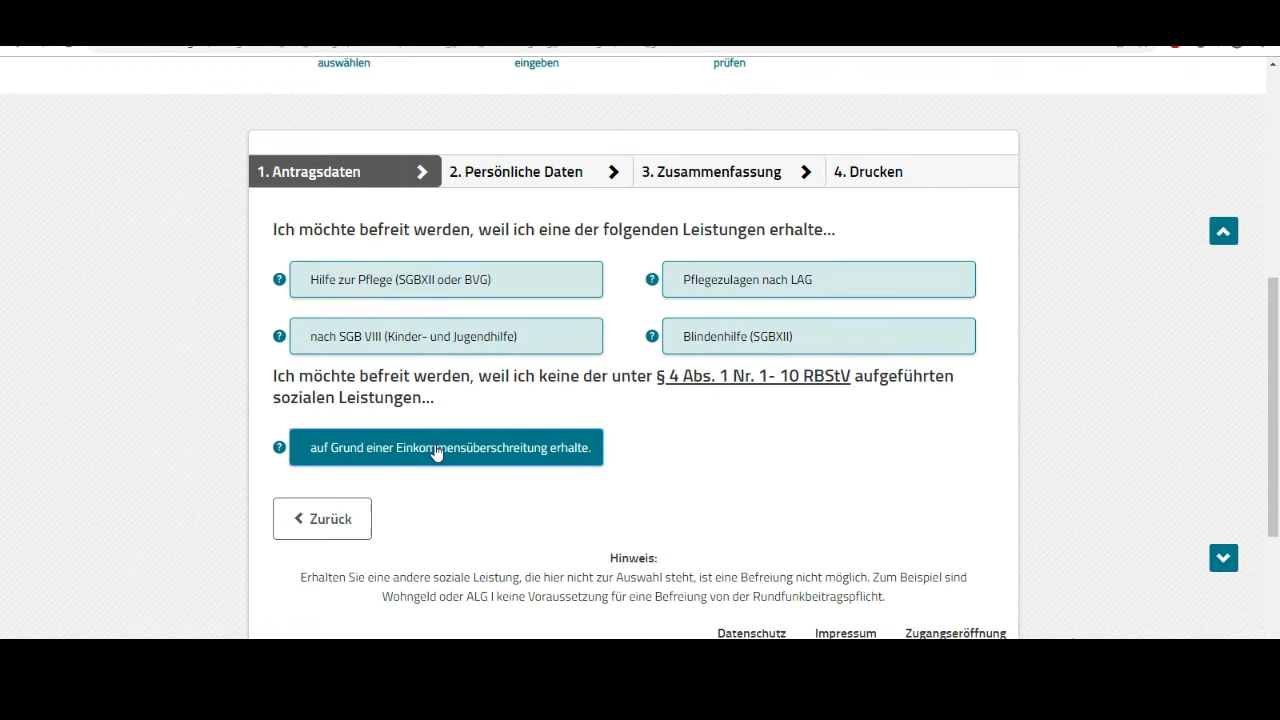 auswählen eingeben prüfen
1. Antragsdaten 2. Persönliche Daten 3. Zusammenfassung 4. Drucken
Ich möchte befreit werden, weil ich eine der folgenden Leistungen erhalte...
? Hilfe zur Pflege (SGBXII oder BVG) ? Pflegezulagen nach LAG
? nach SGB VIII (Kinder- und Jugendhilfe) ? Blindenhilfe (SGBXII)
Ich möchte befreit werden, weil ich keine der unter § 4 Abs. 1 Nr. 1- 10 RBStV aufgeführten
sozialen Leistungen...
? auf Grund einer Einkommensüberschreitung erhalte.
Zurück
Hinweis:
Erhalten Sie eine andere soziale Leistung, die hier nicht zur Auswahl steht, ist eine Befreiung nicht möglich. Zum Beispiel sind
Wohngeld oder ALG I keine Voraussetzung für eine Befreiung von der Rundfunkbeitragspflicht.
Datenschutz Impressum Zugangseröffnung